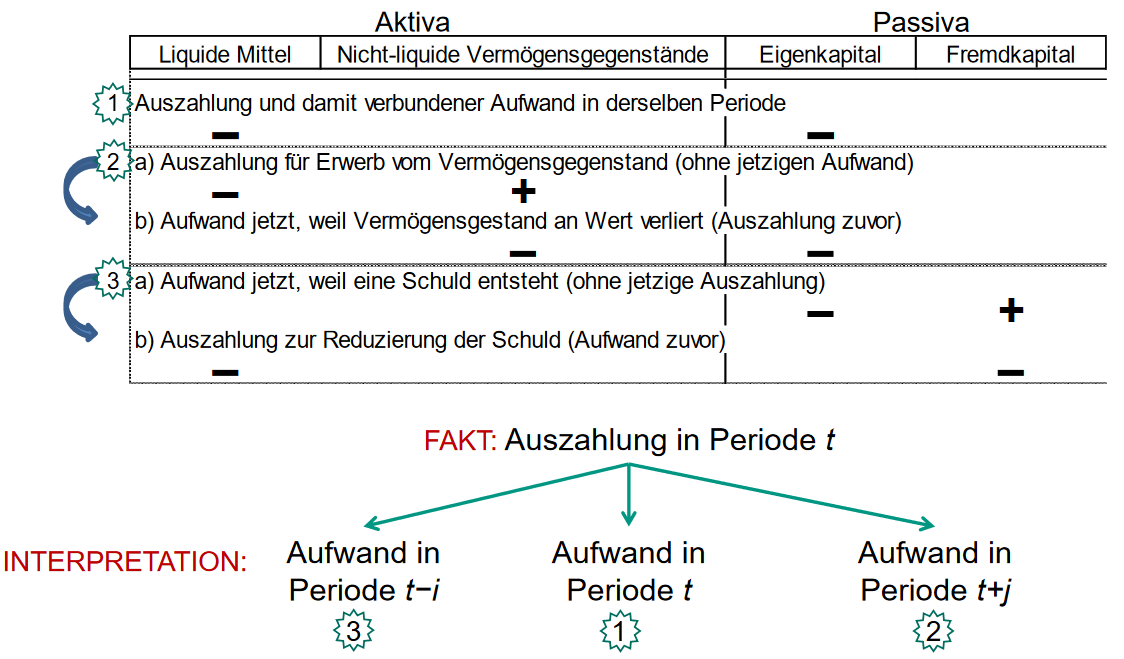 Aktiva Passiva
Liquide Mittel Nicht-liquide Vermögensgegenstände Eigenkapital Fremdkapital
1 Auszahlung und damit verbundener Aufwand in derselben Periode
– –
2 a) Auszahlung für Erwerb vom Vermögensgegenstand (ohne jetzigen Aufwand)
– +
b) Aufwand jetzt, weil Vermögensgestand an Wert verliert (Auszahlung zuvor)
– –
3 a) Aufwand jetzt, weil eine Schuld entsteht (ohne jetzige Auszahlung)
– +
b) Auszahlung zur Reduzierung der Schuld (Aufwand zuvor)
– –
FAKT: Auszahlung in Periode t
INTERPRETATION: Aufwand in Aufwand in Aufwand in
Periode t−i Periode t Periode t+j
3 1 2